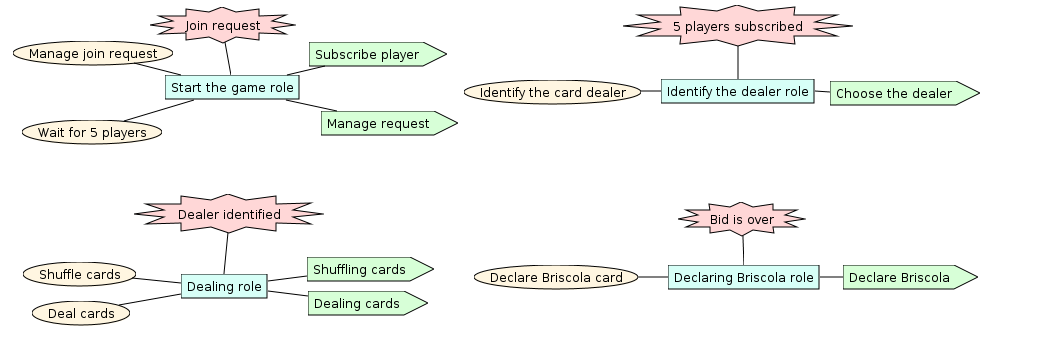 Join request
Manage join request
Subscribe player
Start the game role
Manage request
Wait for 5 players
5 players subscribed
Identify the card dealer
Identify the dealer role
Choose the dealer
Dealer identified
Shuffle cards
Shuffling cards
Dealing role
Dealing cards
Deal cards
Bid is over
Declare Briscola card
Declaring Briscola role
Declare Briscola